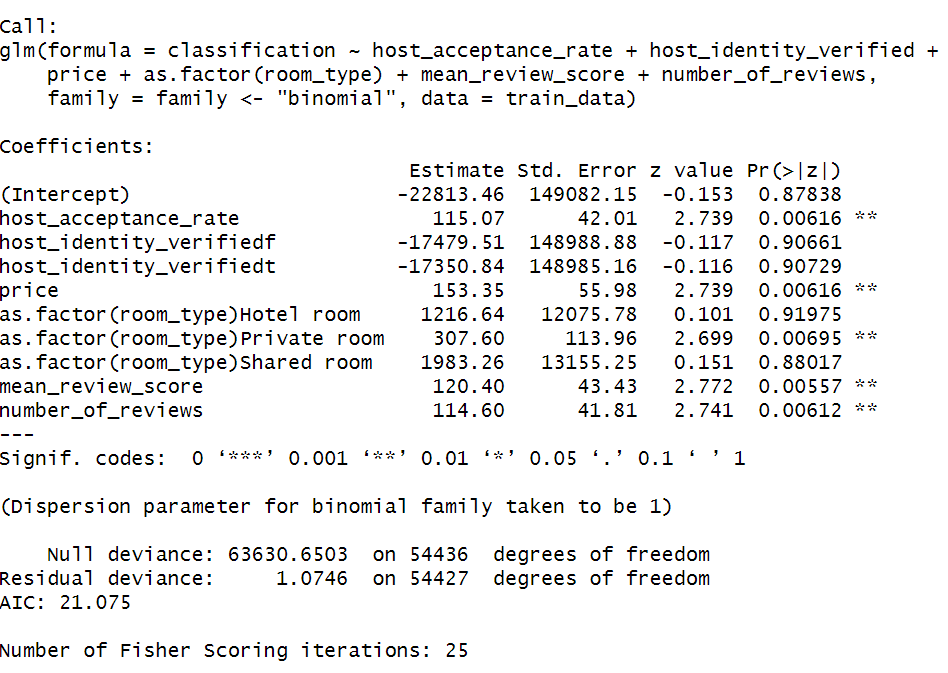 Call:
glm(formula = classification ~ host_acceptance_rate + host_identity_verified +
    price + as.factor(room_type) + mean_review_score + number_of_reviews,
    family = family <- "binomial", data = train_data)

Coefficients:
                                  Estimate Std. Error z value Pr(>|z|)
(Intercept)                      -22813.46  149082.15  -0.153  0.87838
host_acceptance_rate                115.07      42.01   2.739  0.00616 **
host_identity_verifiedf          -17479.51  148988.88  -0.117  0.90661
host_identity_verifiedt          -17350.84  148985.16  -0.116  0.90729
price                               153.35      55.98   2.739  0.00616 **
as.factor(room_type)Hotel room     1216.64   12075.78   0.101  0.91975
as.factor(room_type)Private room    307.60     113.96   2.699  0.00695 **
as.factor(room_type)Shared room    1983.26   13155.25   0.151  0.88017
mean_review_score                   120.40      43.43   2.772  0.00557 **
number_of_reviews                   114.60      41.81   2.741  0.00612 **
---
Signif. codes:  0 ‘***’ 0.001 ‘**’ 0.01 ‘*’ 0.05 ‘.’ 0.1 ‘ ’ 1

(Dispersion parameter for binomial family taken to be 1)

    Null deviance: 63630.6503  on 54436  degrees of freedom
Residual deviance:     1.0746  on 54427  degrees of freedom
AIC: 21.075

Number of Fisher Scoring iterations: 25